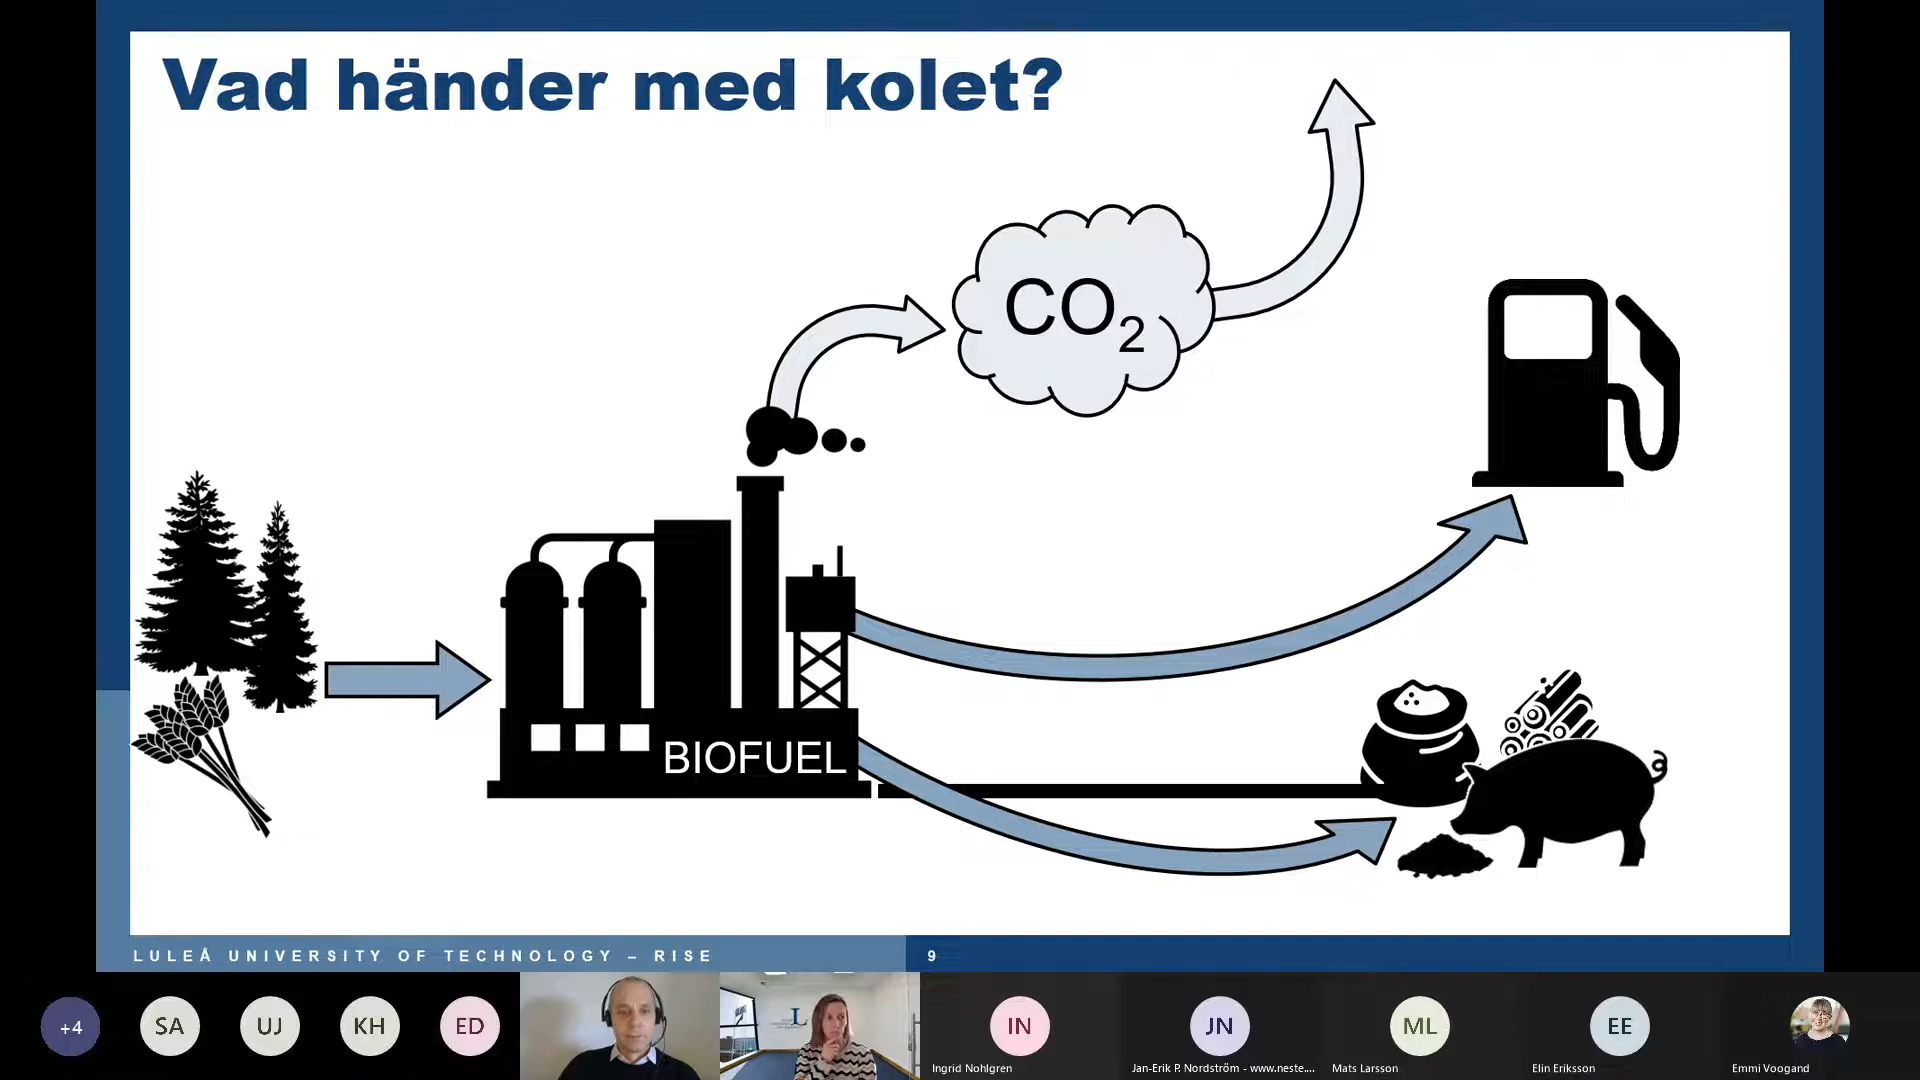 Vad händer med kolet?
CO2
BIOFUEL
LULEÅ UNIVERSITY OF TECHNOLOGY – RISE
9
+4
SA
UJ
KH
ED
L
IN
JN
ML
EE
Ingrid Nohlgren
Jan-Erik P. Nordström - www.neste....
Mats Larsson
Elin Eriksson
Emmi Voogand